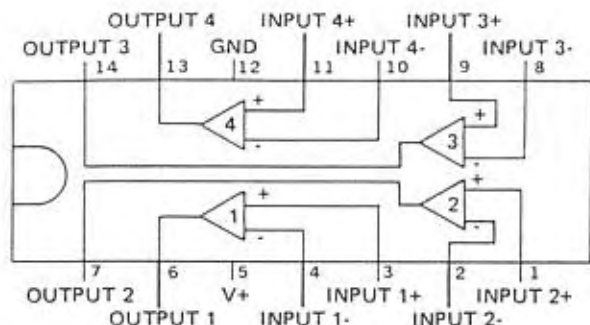 OUTPUT 4 INPUT 4+ INPUT 3+
OUTPUT 3 GND INPUT 4- INPUT 3-
14 13 12 11 10 9 8
+ +
4 3
- -
+ +
1 2
- -
7 6 5 4 3 2 1
OUTPUT 2 V+ INPUT 1+ INPUT 2+
OUTPUT 1 INPUT 1- INPUT 2-